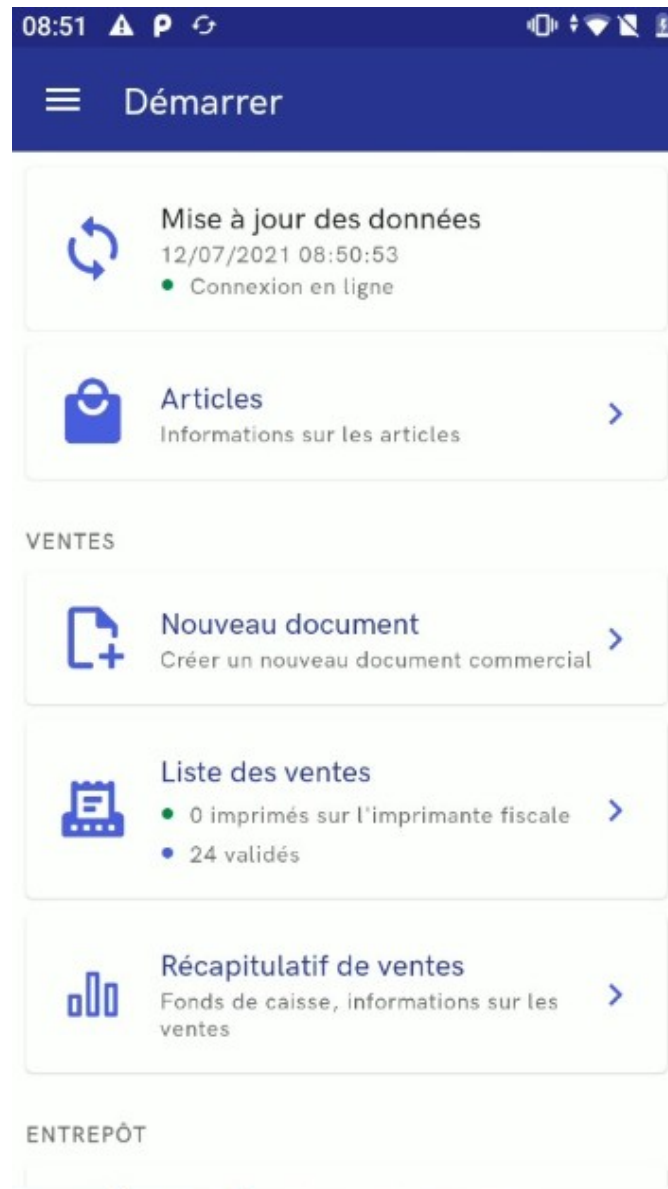 08:51
Démarrer
Mise à jour des données
12/07/2021 08:50:53
Connexion en ligne
Articles
Informations sur les articles
VENTES
Nouveau document
Créer un nouveau document commercial
Liste des ventes
0 imprimés sur l'imprimante fiscale
24 validés
Récapitulatif de ventes
Fonds de caisse, informations sur les
ventes
ENTREPÔT